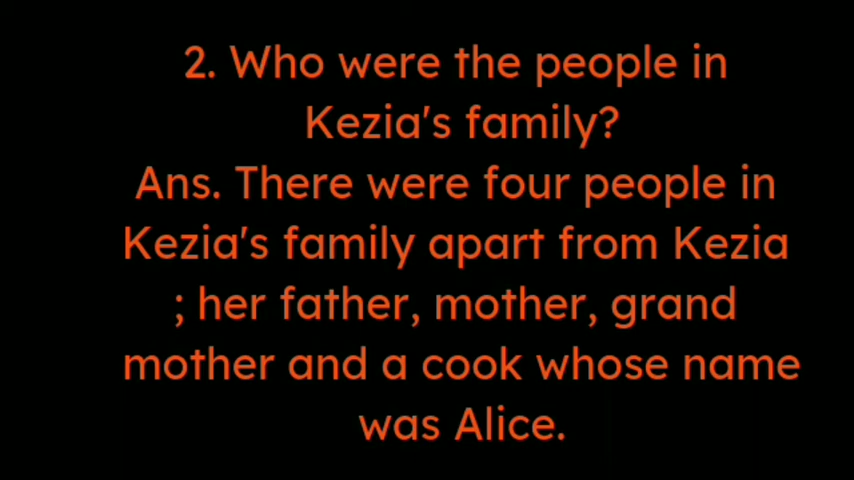 2. Who were the people in
Kezia's family?
Ans. There were four people in
Kezia's family apart from Kezia
; her father, mother, grand
mother and a cook whose name
was Alice.